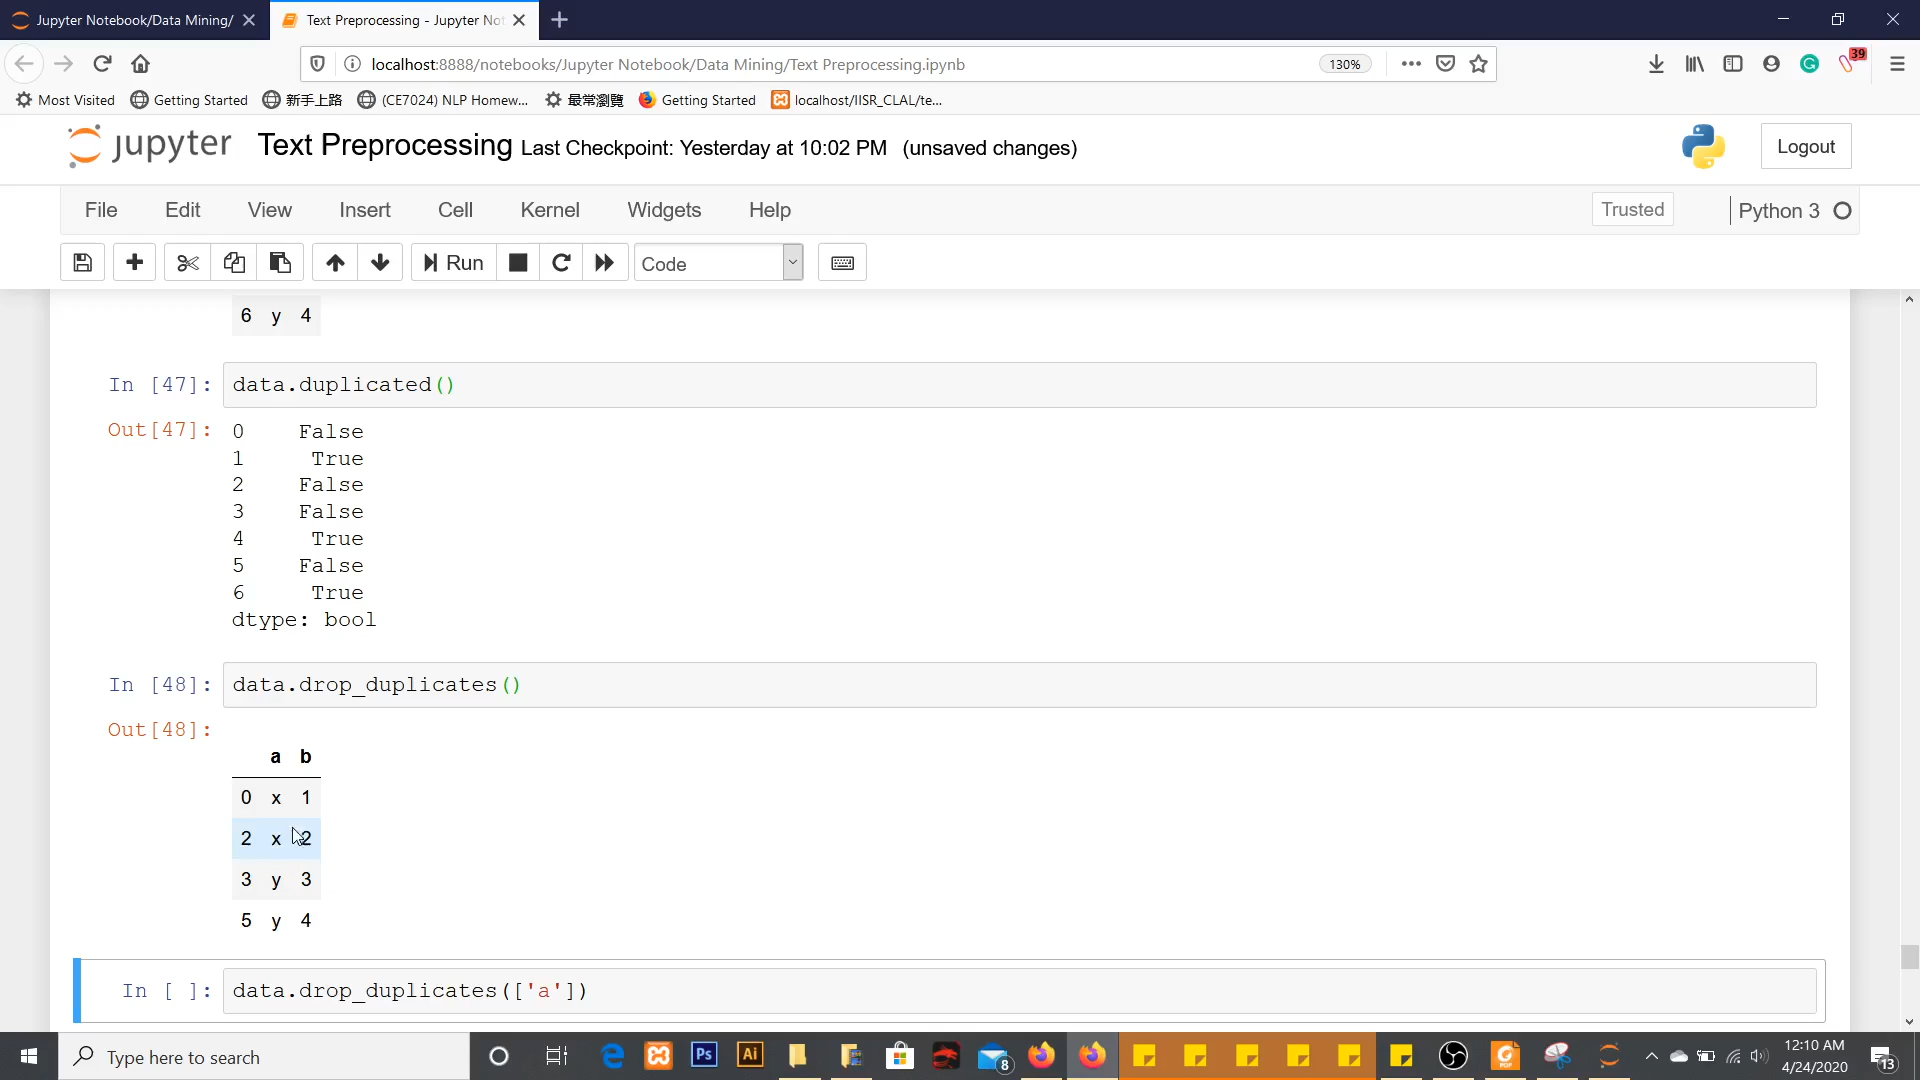 Jupyter Notebook/Data Mining/
Text Preprocessing - Jupyter No
localhost:8888/notebooks/Jupyter Notebook/Data Mining/Text Preprocessing.ipynb
130%
39
Most Visited
Getting Started
新手上路
(CE7024) NLP Homew...
最常瀏覽
Getting Started
localhost/IISR_CLAL/te...
jupyter
Text Preprocessing Last Checkpoint: Yesterday at 10:02 PM (unsaved changes)
Logout
File Edit View Insert Cell Kernel Widgets Help
Trusted
Python 3
Run
Code
6 y 4
In [47]: data.duplicated()
Out[47]: 0 False
1 True
2 False
3 False
4 True
5 False
6 True
dtype: bool
In [48]: data.drop_duplicates()
Out[48]:
a b
0 x 1
2 x 2
3 y 3
5 y 4
In [ ]: data.drop_duplicates(['a'])
Type here to search
Ps
Ai
8
12:10 AM
4/24/2020
13